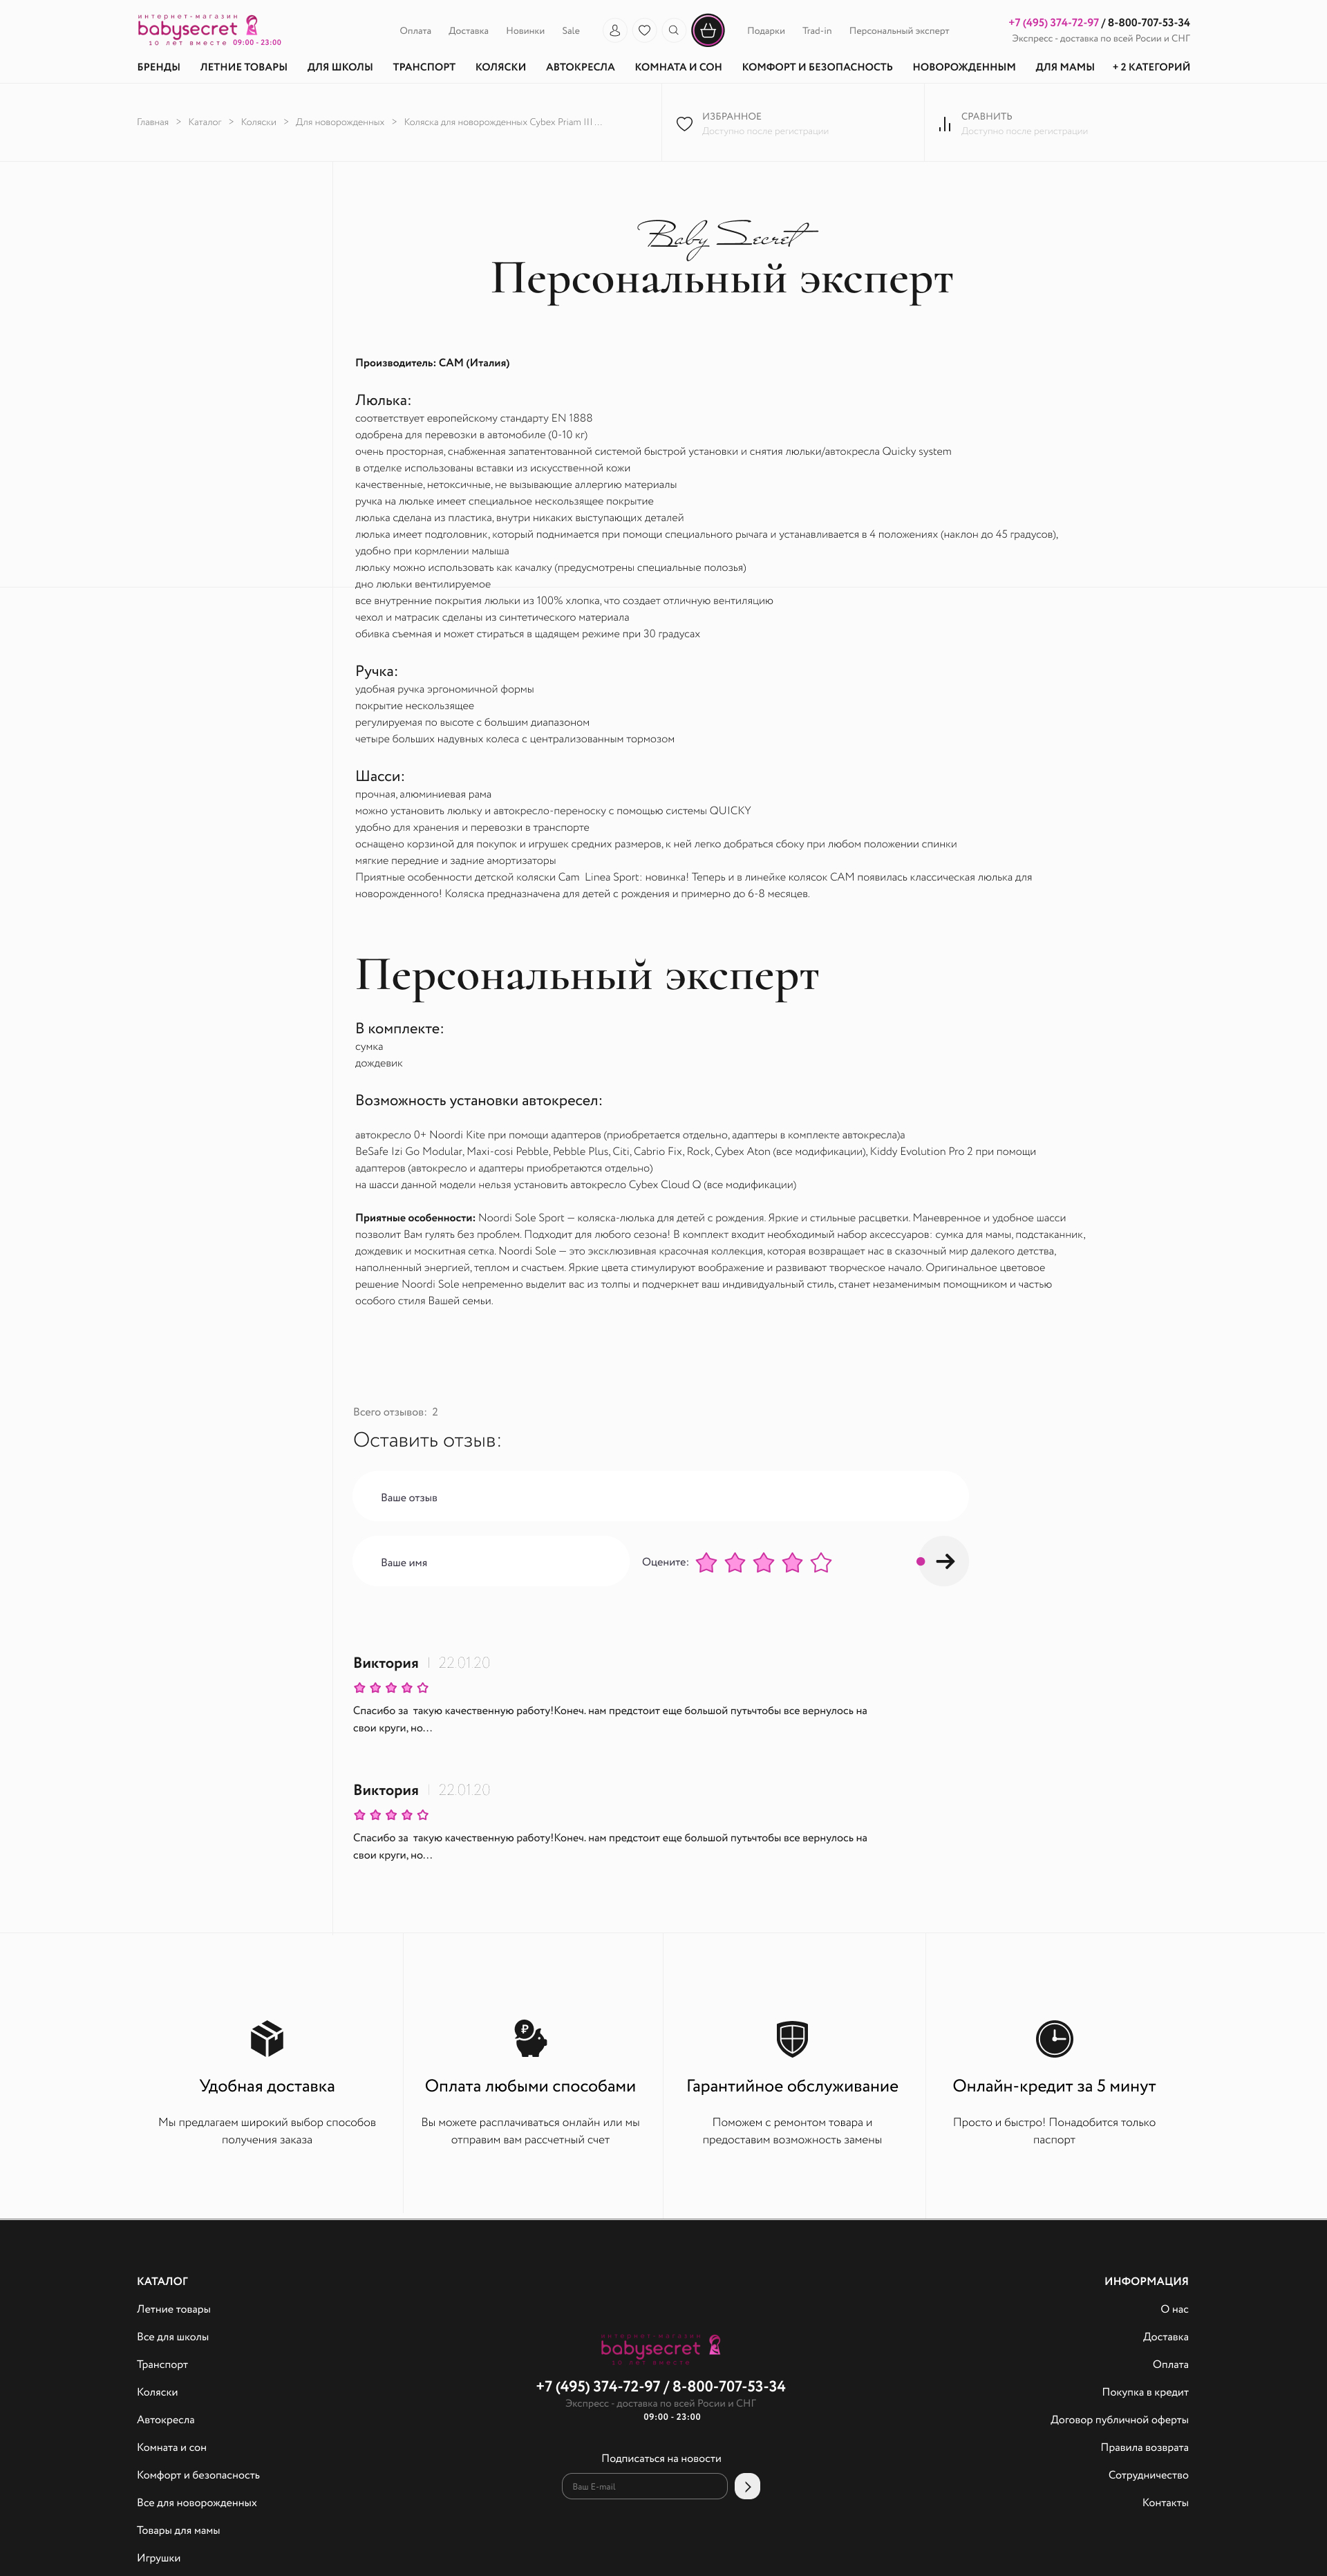 интернет-магазин
babysecret
10 лет вместе 09:00 - 23:00
Оплата Доставка Новинки Sale Подарки Trad-in Персональный эксперт
+7 (495) 374-72-97 / 8-800-707-53-34
Экспресс - доставка по всей Росии и СНГ
БРЕНДЫ ЛЕТНИЕ ТОВАРЫ ДЛЯ ШКОЛЫ ТРАНСПОРТ КОЛЯСКИ АВТОКРЕСЛА КОМНАТА И СОН КОМФОРТ И БЕЗОПАСНОСТЬ НОВОРОЖДЕННЫМ ДЛЯ МАМЫ + 2 КАТЕГОРИЙ
Главная > Каталог > Коляски > Для новорожденных > Коляска для новорожденных Cybex Priam III ...
ИЗБРАННОЕ
Доступно после регистрации
СРАВНИТЬ
Доступно после регистрации
Baby Secret
Персональный эксперт
Производитель: CAM (Италия)
Люлька:
соответствует европейскому стандарту EN 1888
одобрена для перевозки в автомобиле (0-10 кг)
очень просторная, снабженная запатентованной системой быстрой установки и снятия люльки/автокресла Quicky system
в отделке использованы вставки из искусственной кожи
качественные, нетоксичные, не вызывающие аллергию материалы
ручка на люльке имеет специальное нескользящее покрытие
люлька сделана из пластика, внутри никаких выступающих деталей
люлька имеет подголовник, который поднимается при помощи специального рычага и устанавливается в 4 положениях (наклон до 45 градусов),
удобно при кормлении малыша
люльку можно использовать как качалку (предусмотрены специальные полозья)
дно люльки вентилируемое
все внутренние покрытия люльки из 100% хлопка, что создает отличную вентиляцию
чехол и матрасик сделаны из синтетического материала
обивка съемная и может стираться в щадящем режиме при 30 градусах
Ручка:
удобная ручка эргономичной формы
покрытие нескользящее
регулируемая по высоте с большим диапазоном
четыре больших надувных колеса с централизованным тормозом
Шасси:
прочная, алюминиевая рама
можно установить люльку и автокресло-переноску с помощью системы QUICKY
удобно для хранения и перевозки в транспорте
оснащено корзиной для покупок и игрушек средних размеров, к ней легко добраться сбоку при любом положении спинки
мягкие передние и задние амортизаторы
Приятные особенности детской коляски Cam Linea Sport: новинка! Теперь и в линейке колясок CAM появилась классическая люлька для
новорожденного! Коляска предназначена для детей с рождения и примерно до 6-8 месяцев.
Персональный эксперт
В комплекте:
сумка
дождевик
Возможность установки автокресел:
автокресло 0+ Noordi Kite при помощи адаптеров (приобретается отдельно, адаптеры в комплекте автокресла)а
BeSafe Izi Go Modular, Maxi-cosi Pebble, Pebble Plus, Citi, Cabrio Fix, Rock, Cybex Aton (все модификации), Kiddy Evolution Pro 2 при помощи
адаптеров (автокресло и адаптеры приобретаются отдельно)
на шасси данной модели нельзя установить автокресло Cybex Cloud Q (все модификации)
Приятные особенности: Noordi Sole Sport — коляска-люлька для детей с рождения. Яркие и стильные расцветки. Маневренное и удобное шасси
позволит Вам гулять без проблем. Подходит для любого сезона! В комплект входит необходимый набор аксессуаров: сумка для мамы, подстаканник,
дождевик и москитная сетка. Noordi Sole — это эксклюзивная красочная коллекция, которая возвращает нас в сказочный мир далекого детства,
наполненный энергией, теплом и счастьем. Яркие цвета стимулируют воображение и развивают творческое начало. Оригинальное цветовое
решение Noordi Sole непременно выделит вас из толпы и подчеркнет ваш индивидуальный стиль, станет незаменимым помощником и частью
особого стиля Вашей семьи.
Всего отзывов: 2
Оставить отзыв:
Ваше отзыв
Ваше имя
Оцените:
Виктория | 22.01.20
Спасибо за такую качественную работу!Конеч. нам предстоит еще большой путьчтобы все вернулось на
свои круги, но...
Виктория | 22.01.20
Спасибо за такую качественную работу!Конеч. нам предстоит еще большой путьчтобы все вернулось на
свои круги, но...
Удобная доставка
Мы предлагаем широкий выбор способов
получения заказа
Оплата любыми способами
Вы можете расплачиваться онлайн или мы
отправим вам рассчетный счет
Гарантийное обслуживание
Поможем с ремонтом товара и
предоставим возможность замены
Онлайн-кредит за 5 минут
Просто и быстро! Понадобится только
паспорт
КАТАЛОГ
Летние товары
Все для школы
Транспорт
Коляски
Автокресла
Комната и сон
Комфорт и безопасность
Все для новорожденных
Товары для мамы
Игрушки
интернет-магазин
babysecret
10 лет вместе
+7 (495) 374-72-97 / 8-800-707-53-34
Экспресс - доставка по всей Росии и СНГ
09:00 - 23:00
Подписаться на новости
Ваш E-mail
ИНФОРМАЦИЯ
О нас
Доставка
Оплата
Покупка в кредит
Договор публичной оферты
Правила возврата
Сотрудничество
Контакты